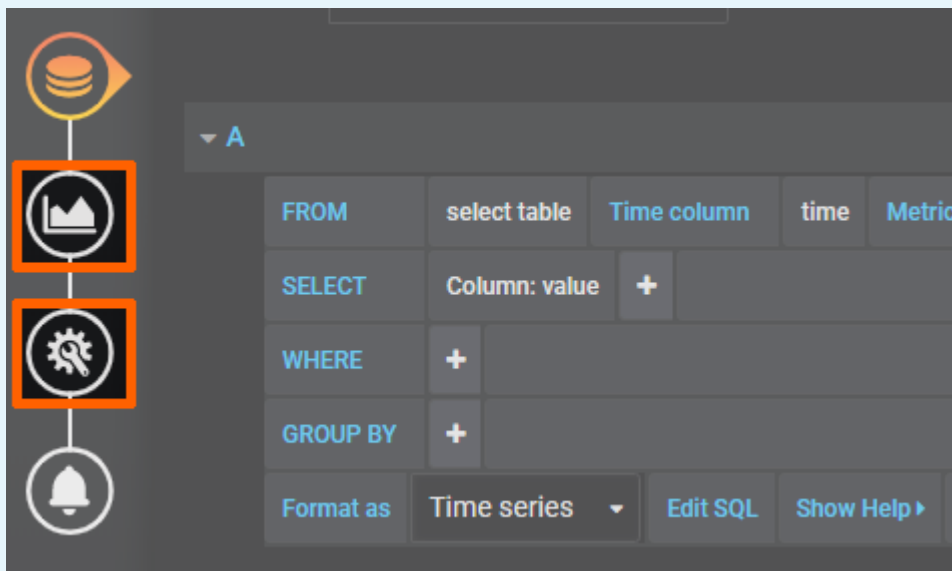 A
FROM select table Time column time Metric
SELECT Column: value +
WHERE +
GROUP BY +
Format as Time series Edit SQL Show Help